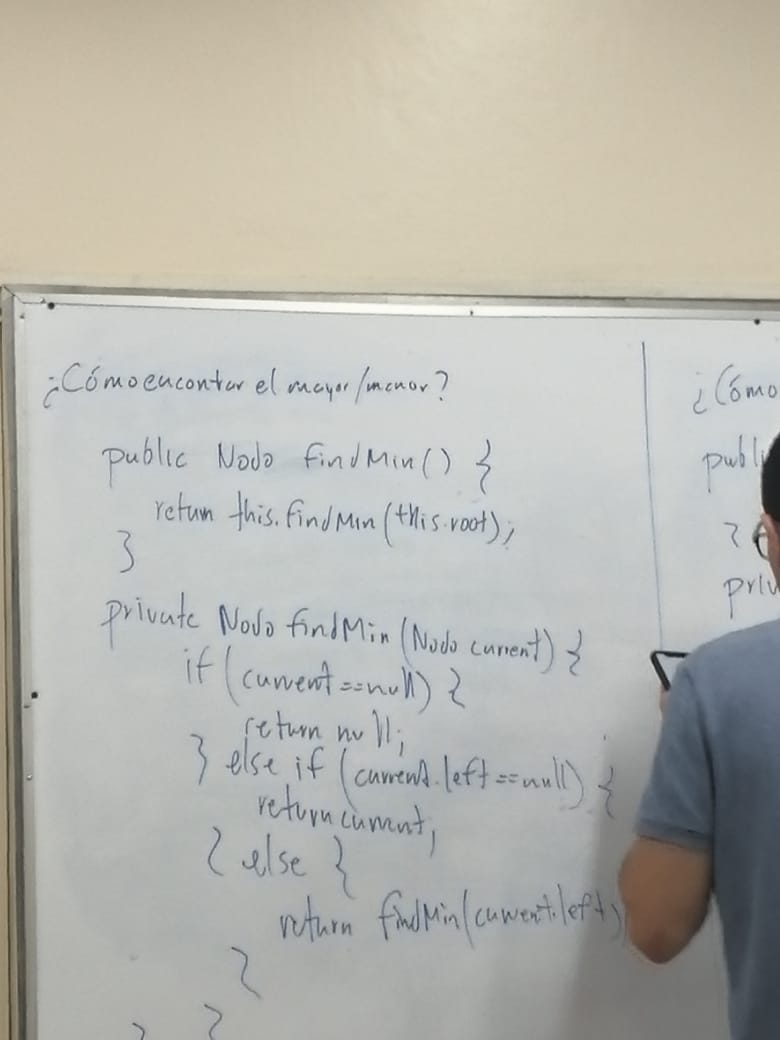 ¿Cómo encontar el mayor/menor?
public Nodo findMin() {
return this.findMin(this.root);
}
private Nodo findMin(Nodo current) {
if (current == null) {
return null;
} else if (current.left == null) {
return current;
} else {
return findMin(current.left)
}
}
}
¿Cómo
publ
}
priv